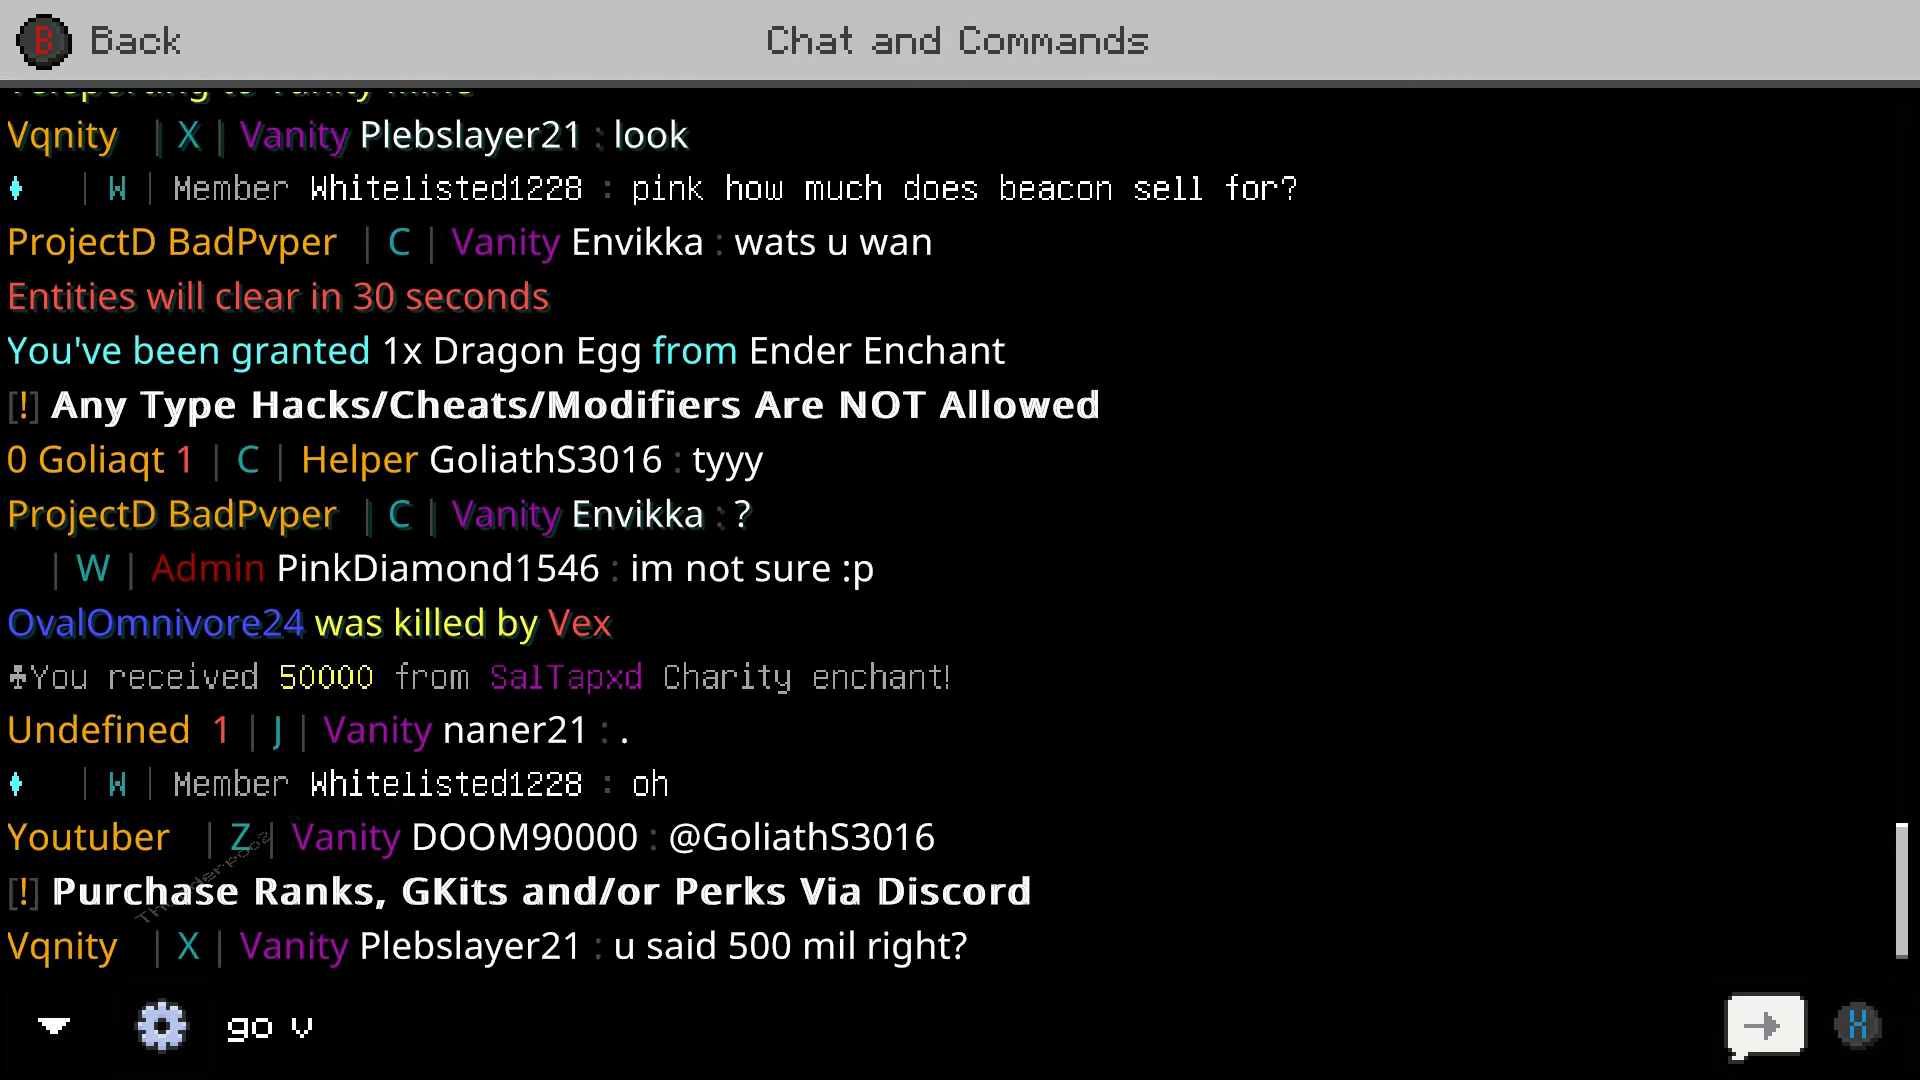 B Back
Chat and Commands
Teleporting to Vanity Mine
Vqnity | X | Vanity Plebslayer21 : look
| W | Member Whitelisted1228 : pink how much does beacon sell for?
ProjectD BadPvper | C | Vanity Envikka : wats u wan
Entities will clear in 30 seconds
You've been granted 1x Dragon Egg from Ender Enchant
[!] Any Type Hacks/Cheats/Modifiers Are NOT Allowed
0 Goliaqt 1 | C | Helper GoliathS3016 : tyyy
ProjectD BadPvper | C | Vanity Envikka : ?
| W | Admin PinkDiamond1546 : im not sure :p
OvalOmnivore24 was killed by Vex
You received 50000 from SalTapxd Charity enchant!
Undefined 1 | J | Vanity naner21 : .
| W | Member Whitelisted1228 : oh
Youtuber | Z | Vanity DOOM90000 : @GoliathS3016
[!] Purchase Ranks, GKits and/or Perks Via Discord
Vqnity | X | Vanity Plebslayer21 : u said 500 mil right?
go v
X